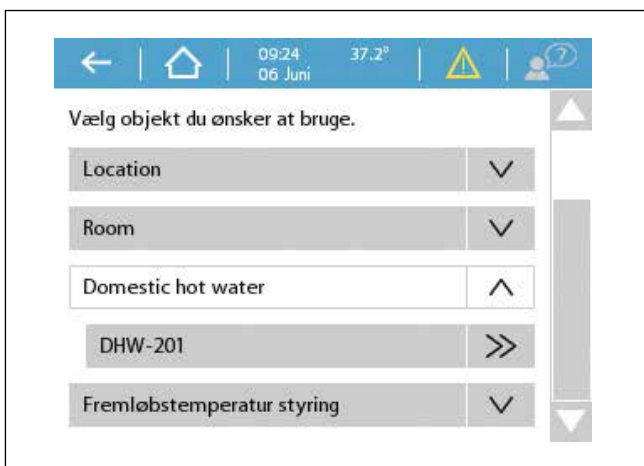 09:24 37.2°
06 Juni
?
Vælg objekt du ønsker at bruge.
Location
Room
Domestic hot water
DHW-201
Fremløbstemperatur styring